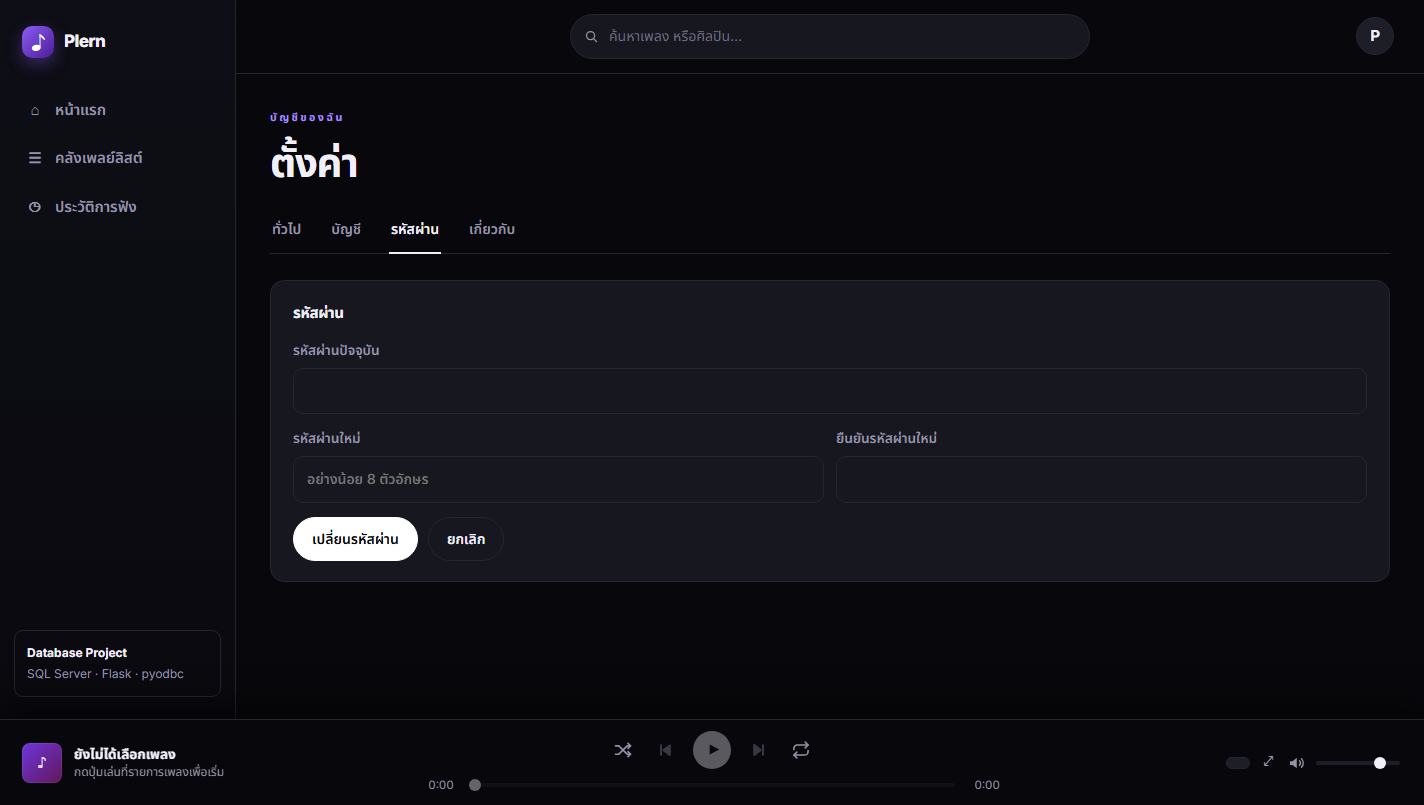 Plern
ค้นหาเพลง หรือศิลปิน...
P
หน้าแรก
คลังเพลย์ลิสต์
ประวัติการฟัง
บัญชีของฉัน
ตั้งค่า
ทั่วไป บัญชี รหัสผ่าน เกี่ยวกับ
รหัสผ่าน
รหัสผ่านปัจจุบัน
รหัสผ่านใหม่ ยืนยันรหัสผ่านใหม่
อย่างน้อย 8 ตัวอักษร
เปลี่ยนรหัสผ่าน ยกเลิก
Database Project
SQL Server · Flask · pyodbc
ยังไม่ได้เลือกเพลง
กดปุ่มเล่นที่รายการเพลงเพื่อเริ่ม
0:00 0:00